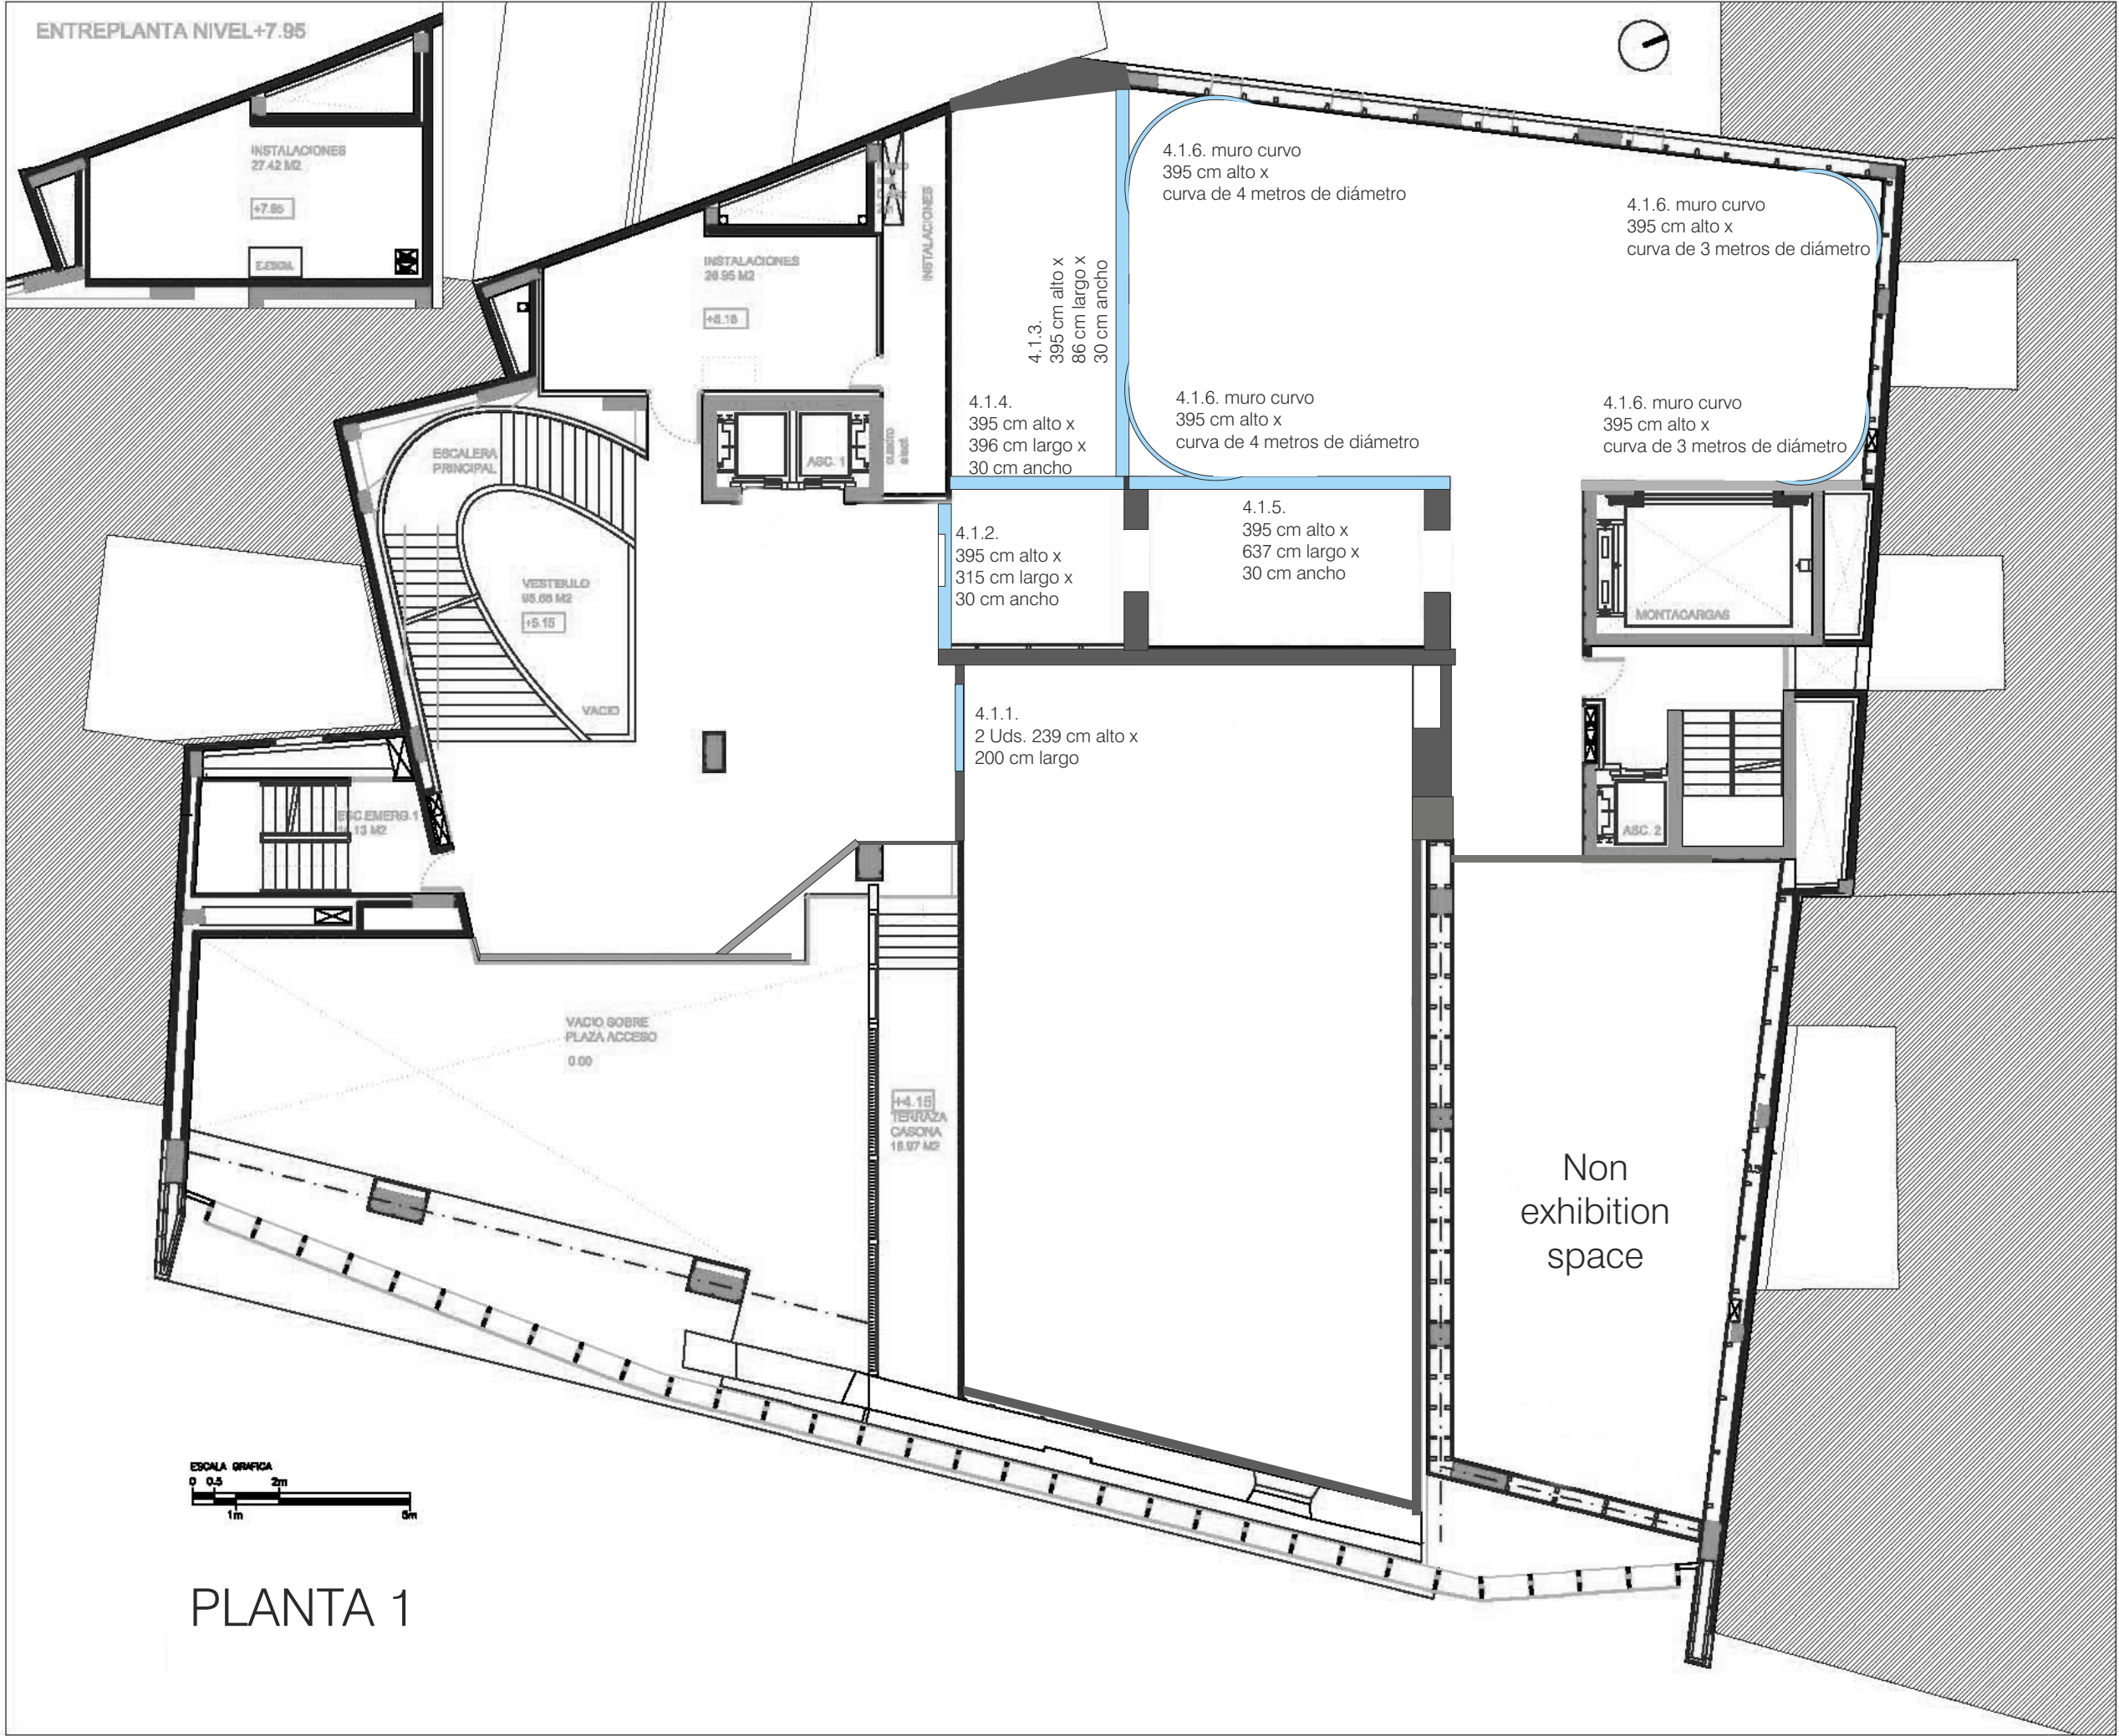 ENTREPLANTA NIVEL+7.95
INSTALACIONES
27.42 M2
+7.95
INSTALACIONES
26.95 M2
+5.15
INSTALACIONES
4.1.6. muro curvo
395 cm alto x
curva de 4 metros de diámetro
4.1.6. muro curvo
395 cm alto x
curva de 3 metros de diámetro
4.1.3.
395 cm alto x
86 cm largo x
30 cm ancho
4.1.4.
395 cm alto x
396 cm largo x
30 cm ancho
4.1.6. muro curvo
395 cm alto x
curva de 4 metros de diámetro
4.1.6. muro curvo
395 cm alto x
curva de 3 metros de diámetro
ESCALERA
PRINCIPAL
ASC. 1
4.1.2.
395 cm alto x
315 cm largo x
30 cm ancho
4.1.5.
395 cm alto x
637 cm largo x
30 cm ancho
VESTIBULO
95.68 M2
+5.15
MONTACARGAS
VACIO
4.1.1.
2 Uds. 239 cm alto x
200 cm largo
ESC.EMERG.1
ASC. 2
VACIO SOBRE
PLAZA ACCESO
0.00
+4.15
TERRAZA
CASONA
18.97 M2
Non
exhibition
space
ESCALA GRAFICA
0 0.5 2m
1m 5m
PLANTA 1